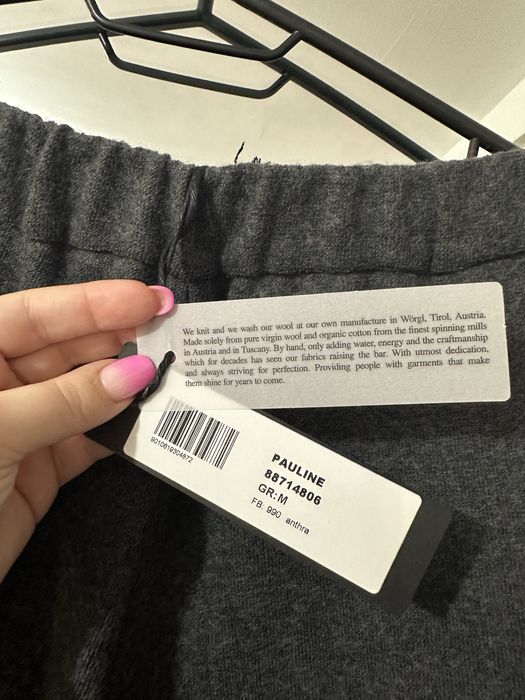 We knit and we wash our wool at our own manufacture in Wörgl, Tirol, Austria.
Made solely from pure virgin wool and organic cotton from the finest spinning mills
in Austria and in Tuscany. By hand, only adding water, energy and the craftmanship
which for decades has seen our fabrics raising the bar. With utmost dedication,
and always striving for perfection. Providing people with garments that make
them shine for years to come.
9010819304872
PAULINE
88714806
GR: M
FB: 990 anthra